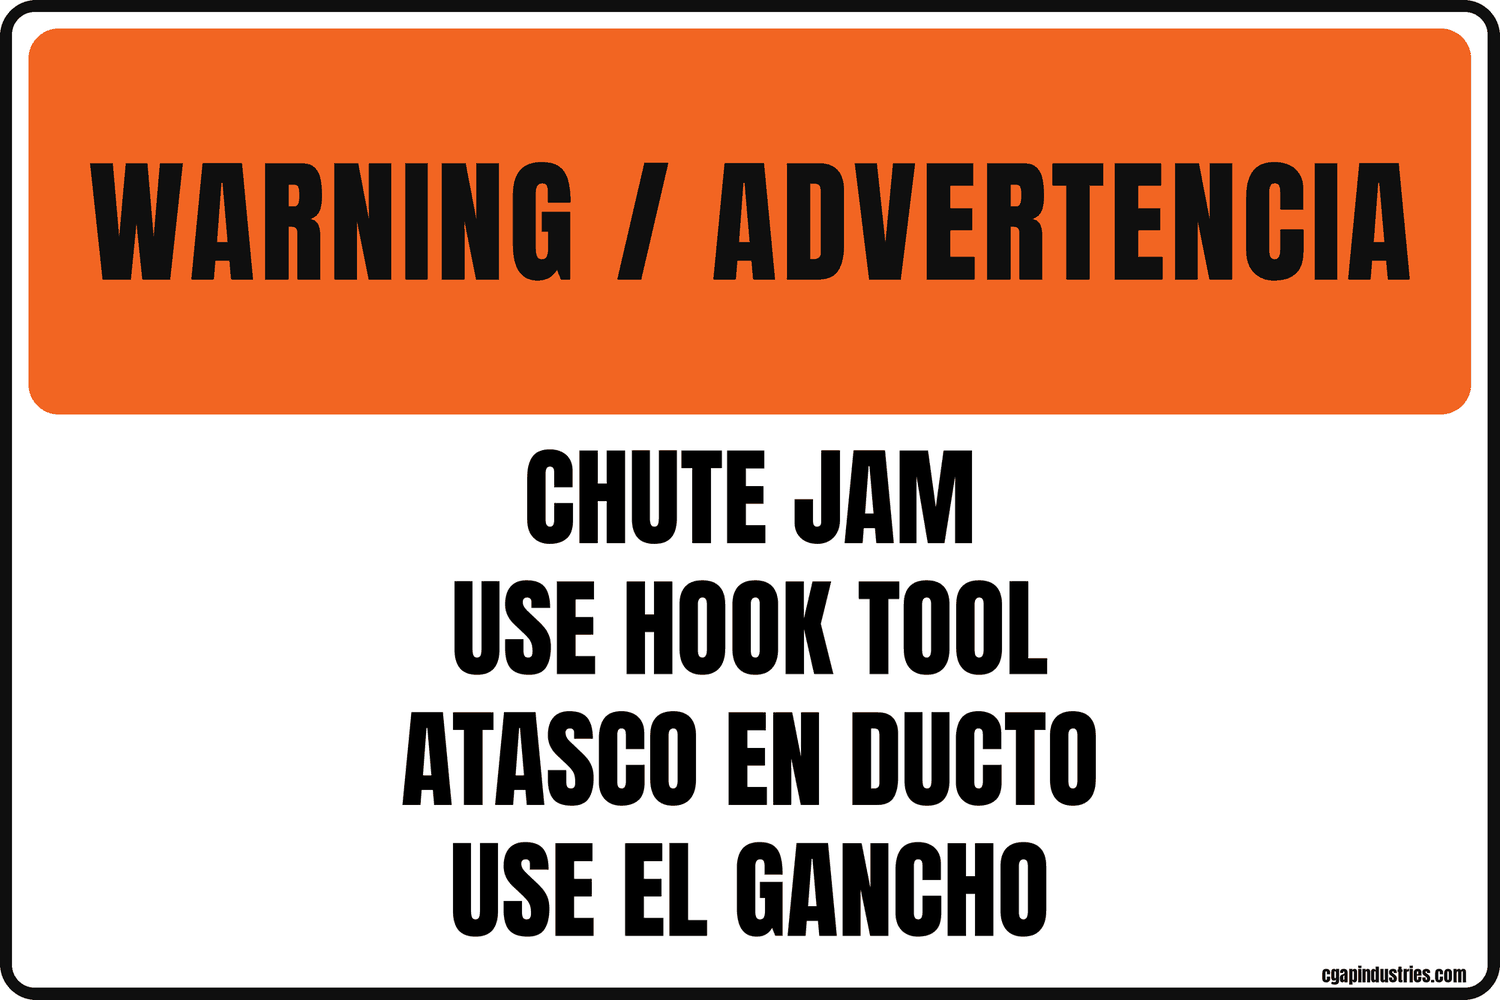 WARNING / ADVERTENCIA
CHUTE JAM
USE HOOK TOOL
ATASCO EN DUCTO
USE EL GANCHO
cgapindustries.com